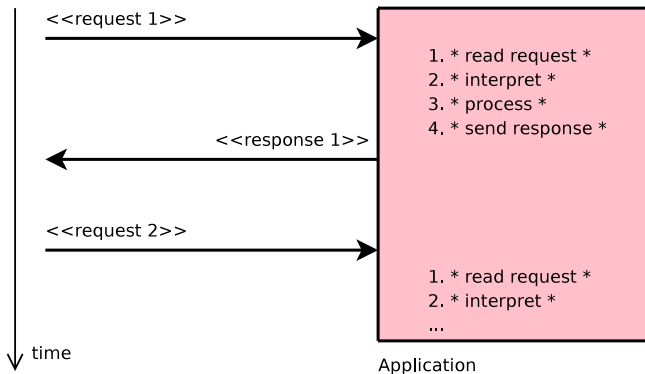 <<request 1>>
1. * read request *
2. * interpret *
3. * process *
4. * send response *
<<response 1>>
<<request 2>>
1. * read request *
2. * interpret *
...
time
Application